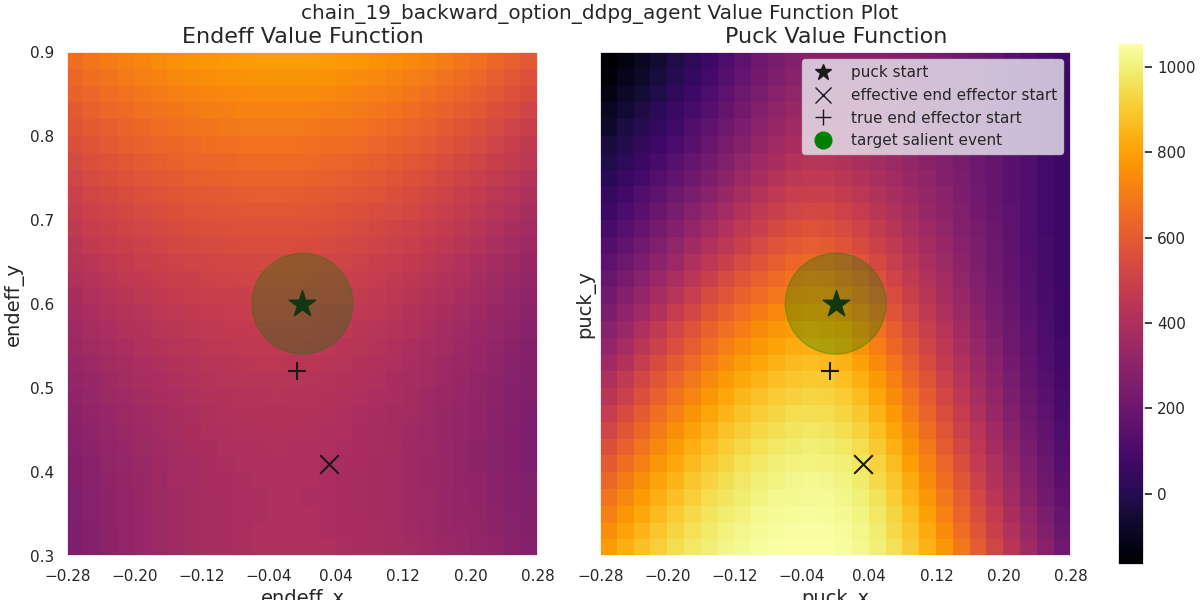 chain_19_backward_option_ddpg_agent Value Function Plot
Endeff Value Function
Puck Value Function
0.9
0.8
0.7
0.6
0.5
0.4
0.3
endeff_y
−0.28 −0.20 −0.12 −0.04 0.04 0.12 0.20 0.28
endeff_x
puck start
effective end effector start
true end effector start
target salient event
puck_y
−0.28 −0.20 −0.12 −0.04 0.04 0.12 0.20 0.28
puck_x
1000
800
600
400
200
0